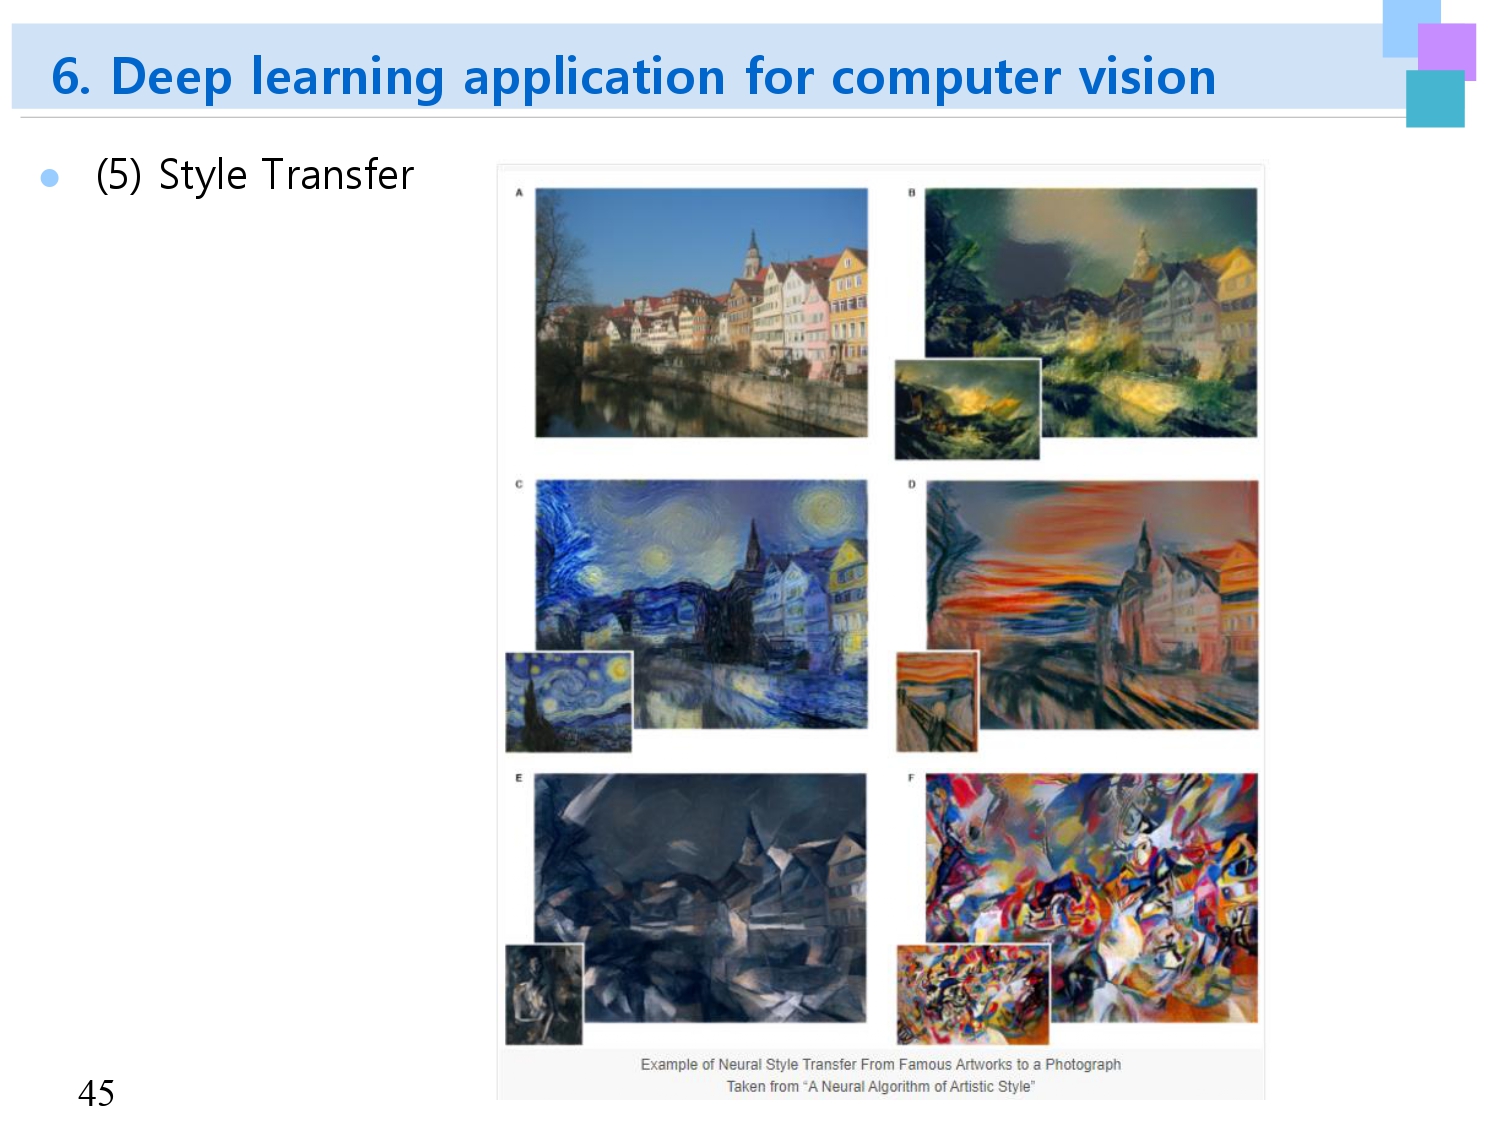 6. Deep learning application for computer vision
(5) Style Transfer
A
B
C
D
E
F
Example of Neural Style Transfer From Famous Artworks to a Photograph
Taken from “A Neural Algorithm of Artistic Style”
45